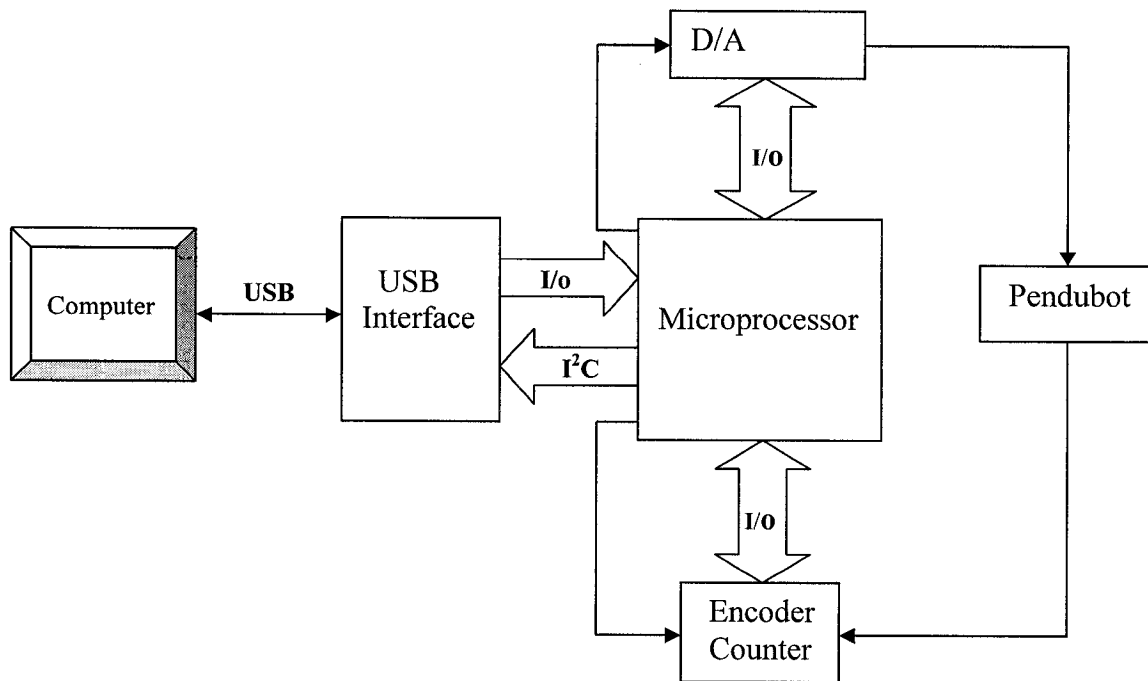 D/A
I/o
USB
Interface
I/o
Computer
USB
Microprocessor
Pendubot
I²C
I/o
Encoder
Counter